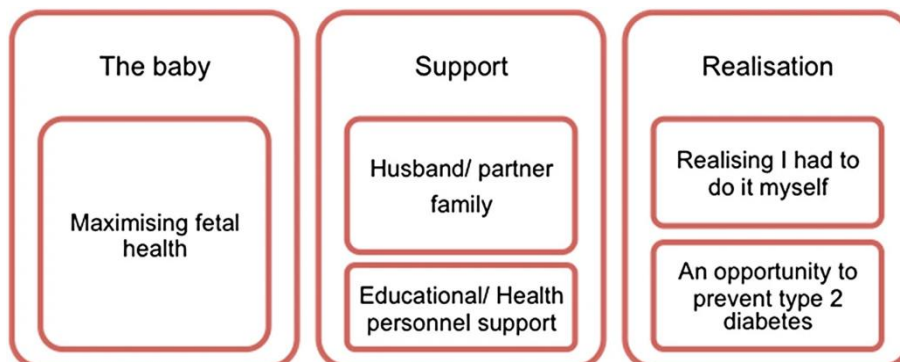 The baby
Maximising fetal
health
Support
Husband/ partner
family
Educational/ Health
personnel support
Realisation
Realising I had to
do it myself
An opportunity to
prevent type 2
diabetes